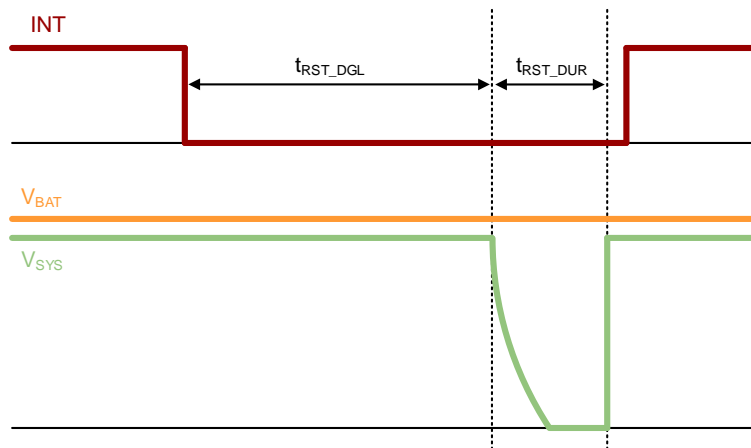 INT
tRST_DGL
tRST_DUR
VBAT
VSYS